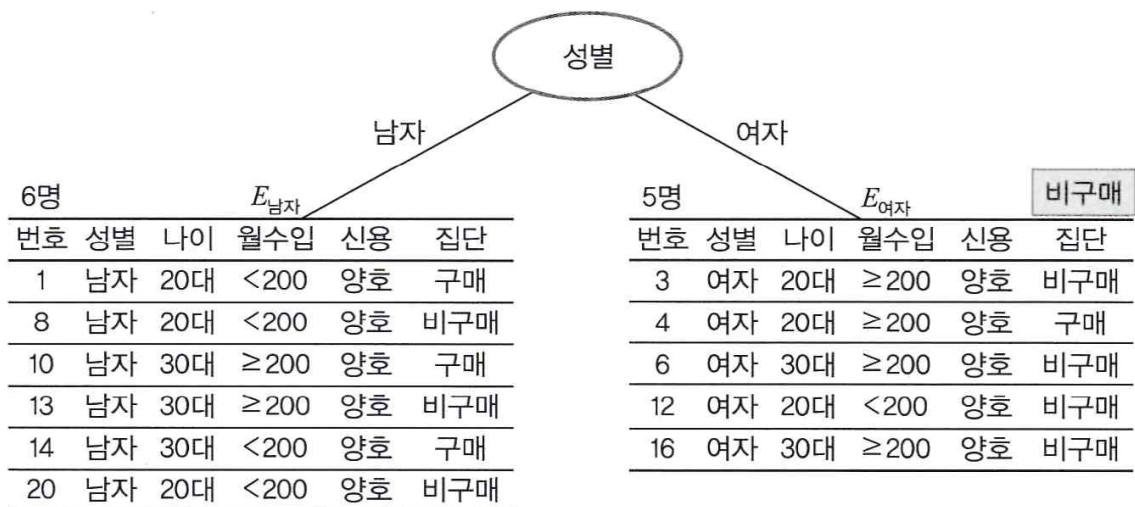 성별
남자 여자
6명 E남자
번호 성별 나이 월수입 신용 집단
1 남자 20대 <200 양호 구매
8 남자 20대 <200 양호 비구매
10 남자 30대 ≥200 양호 구매
13 남자 30대 ≥200 양호 비구매
14 남자 30대 <200 양호 구매
20 남자 20대 <200 양호 비구매
5명 E여자 비구매
번호 성별 나이 월수입 신용 집단
3 여자 20대 ≥200 양호 비구매
4 여자 20대 ≥200 양호 구매
6 여자 30대 ≥200 양호 비구매
12 여자 20대 <200 양호 비구매
16 여자 30대 ≥200 양호 비구매